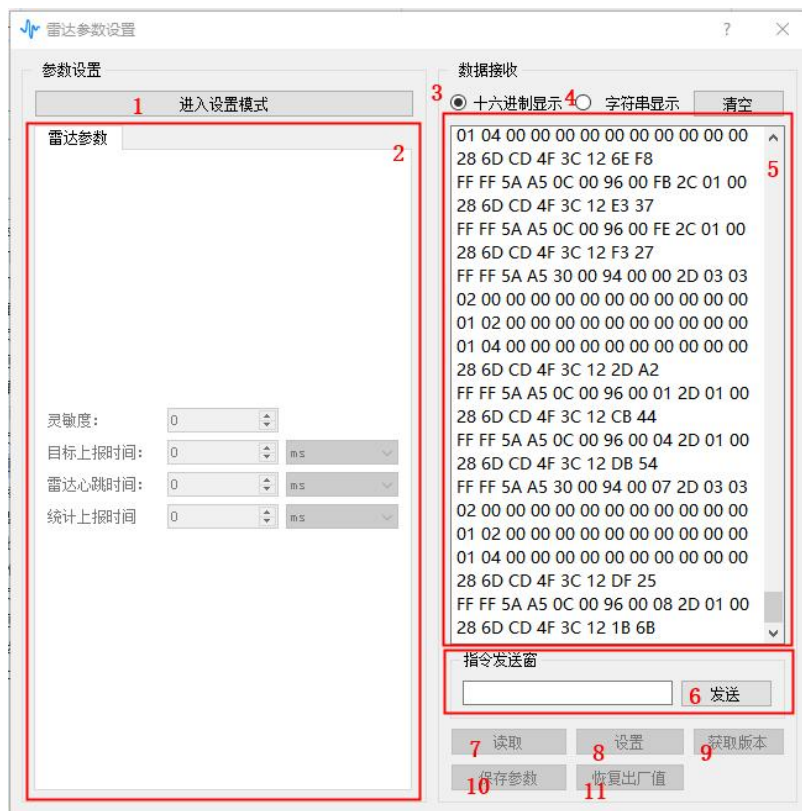 雷达参数设置 ?
参数设置
1 进入设置模式
雷达参数
2
灵敏度： 0
目标上报时间： 0 ms
雷达心跳时间： 0 ms
统计上报时间 0 ms
数据接收
3 十六进制显示 4 字符串显示 清空
5
01 04 00 00 00 00 00 00 00 00 00 00
28 6D CD 4F 3C 12 6E F8
FF FF 5A A5 0C 00 96 00 FB 2C 01 00
28 6D CD 4F 3C 12 E3 37
FF FF 5A A5 0C 00 96 00 FE 2C 01 00
28 6D CD 4F 3C 12 F3 27
FF FF 5A A5 30 00 94 00 00 2D 03 03
02 00 00 00 00 00 00 00 00 00 00 00
01 02 00 00 00 00 00 00 00 00 00 00
01 04 00 00 00 00 00 00 00 00 00 00
28 6D CD 4F 3C 12 2D A2
FF FF 5A A5 0C 00 96 00 01 2D 01 00
28 6D CD 4F 3C 12 CB 44
FF FF 5A A5 0C 00 96 00 04 2D 01 00
28 6D CD 4F 3C 12 DB 54
FF FF 5A A5 30 00 94 00 07 2D 03 03
02 00 00 00 00 00 00 00 00 00 00 00
01 02 00 00 00 00 00 00 00 00 00 00
01 04 00 00 00 00 00 00 00 00 00 00
28 6D CD 4F 3C 12 DF 25
FF FF 5A A5 0C 00 96 00 08 2D 01 00
28 6D CD 4F 3C 12 1B 6B
指令发送窗
6 发送
7 读取 8 设置 9 获取版本
10 保存参数 11 恢复出厂值